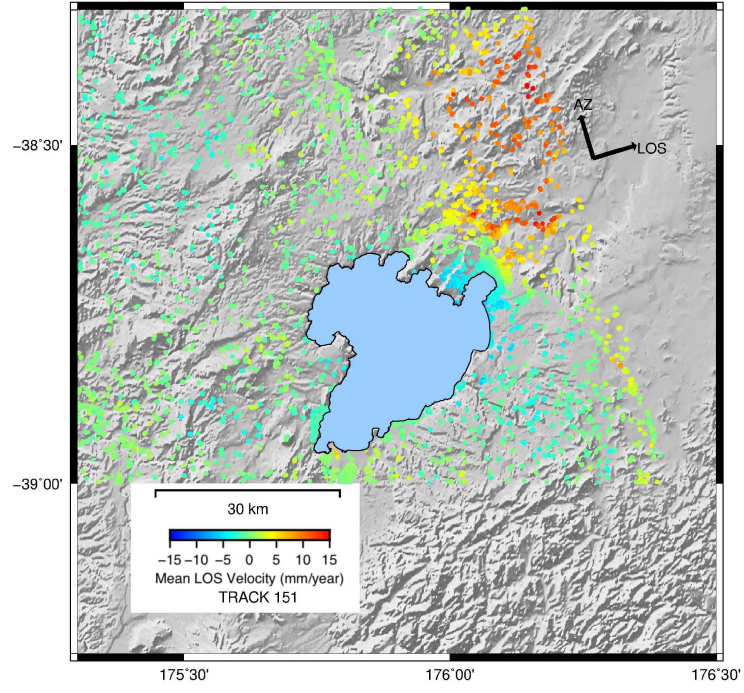 AZ
LOS
−38˚30'
−39˚00'
30 km
−15 −10 −5 0 5 10 15
Mean LOS Velocity (mm/year)
TRACK 151
175˚30' 176˚00' 176˚30'